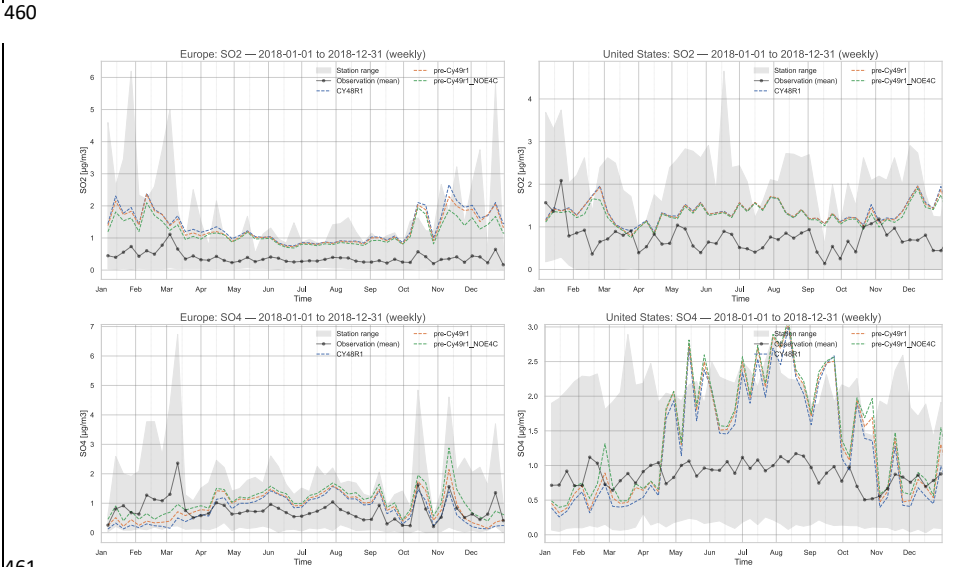 460
Europe: SO2 — 2018-01-01 to 2018-12-31 (weekly)
Station range
Observation (mean)
CY48R1
pre-Cy49r1
pre-Cy49r1_NOE4C
SO2 [µg/m3]
6
5
4
3
2
1
0
Jan Feb Mar Apr May Jun Jul Aug Sep Oct Nov Dec
Time
United States: SO2 — 2018-01-01 to 2018-12-31 (weekly)
Station range
Observation (mean)
CY48R1
pre-Cy49r1
pre-Cy49r1_NOE4C
SO2 [µg/m3]
4
3
2
1
0
Jan Feb Mar Apr May Jun Jul Aug Sep Oct Nov Dec
Time
Europe: SO4 — 2018-01-01 to 2018-12-31 (weekly)
Station range
Observation (mean)
CY48R1
pre-Cy49r1
pre-Cy49r1_NOE4C
SO4 [µg/m3]
7
6
5
4
3
2
1
0
Jan Feb Mar Apr May Jun Jul Aug Sep Oct Nov Dec
Time
United States: SO4 — 2018-01-01 to 2018-12-31 (weekly)
Station range
Observation (mean)
CY48R1
pre-Cy49r1
pre-Cy49r1_NOE4C
SO4 [µg/m3]
3.0
2.5
2.0
1.5
1.0
0.5
0.0
Jan Feb Mar Apr May Jun Jul Aug Sep Oct Nov Dec
Time
461